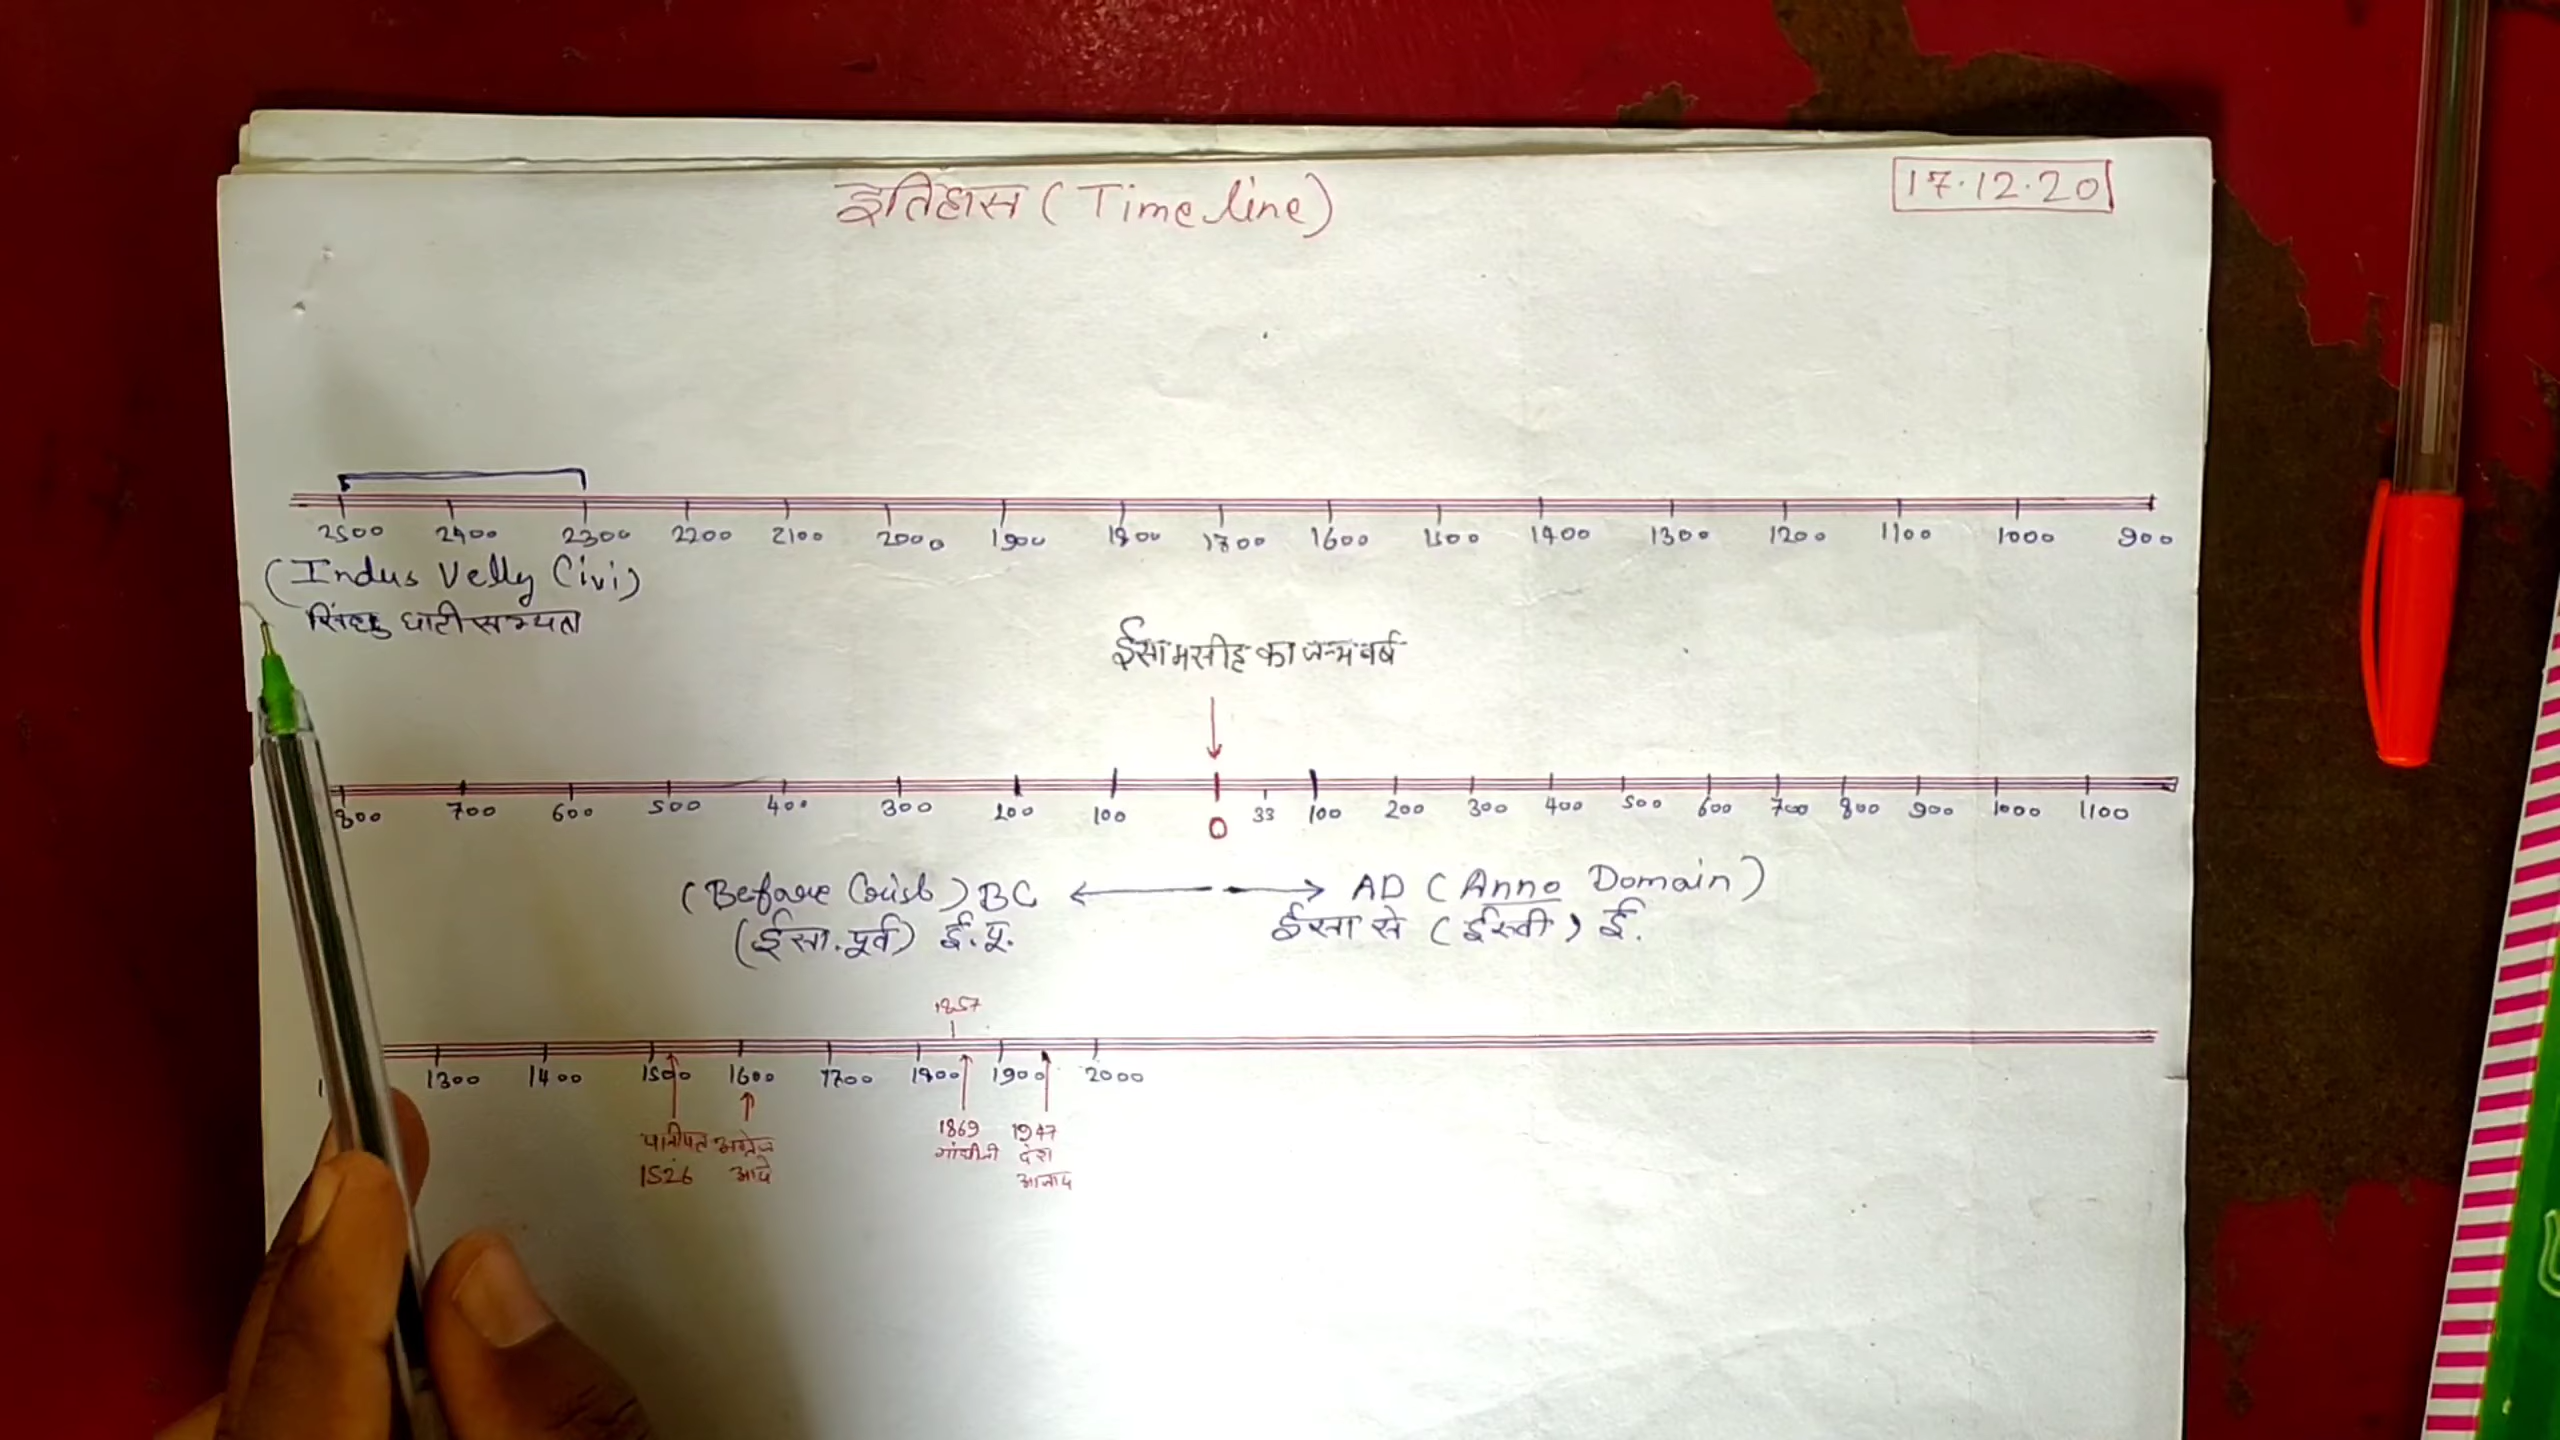 इतिहास (Time line)
17.12.20
2500 2400 2300 2200 2100 2000 1900 1800 1700 1600 1500 1400 1300 1200 1100 1000 900
(Indus Velly Civi)
सिंधु घाटी सभ्यता
ईसा मसीह का जन्म वर्ष
800 700 600 500 400 300 200 100 0 33 100 200 300 400 500 600 700 800 900 1000 1100
(Before Crist) BC AD (Anno Domain)
(ईसा.पूर्व) ई.पू. ईसा से (ईस्वी) ई.
1857
1300 1400 1500 1600 1700 1800 1900 2000
पानीपत अंग्रेज 1869 1947
1526 आये गांधीजी देश
आजाद